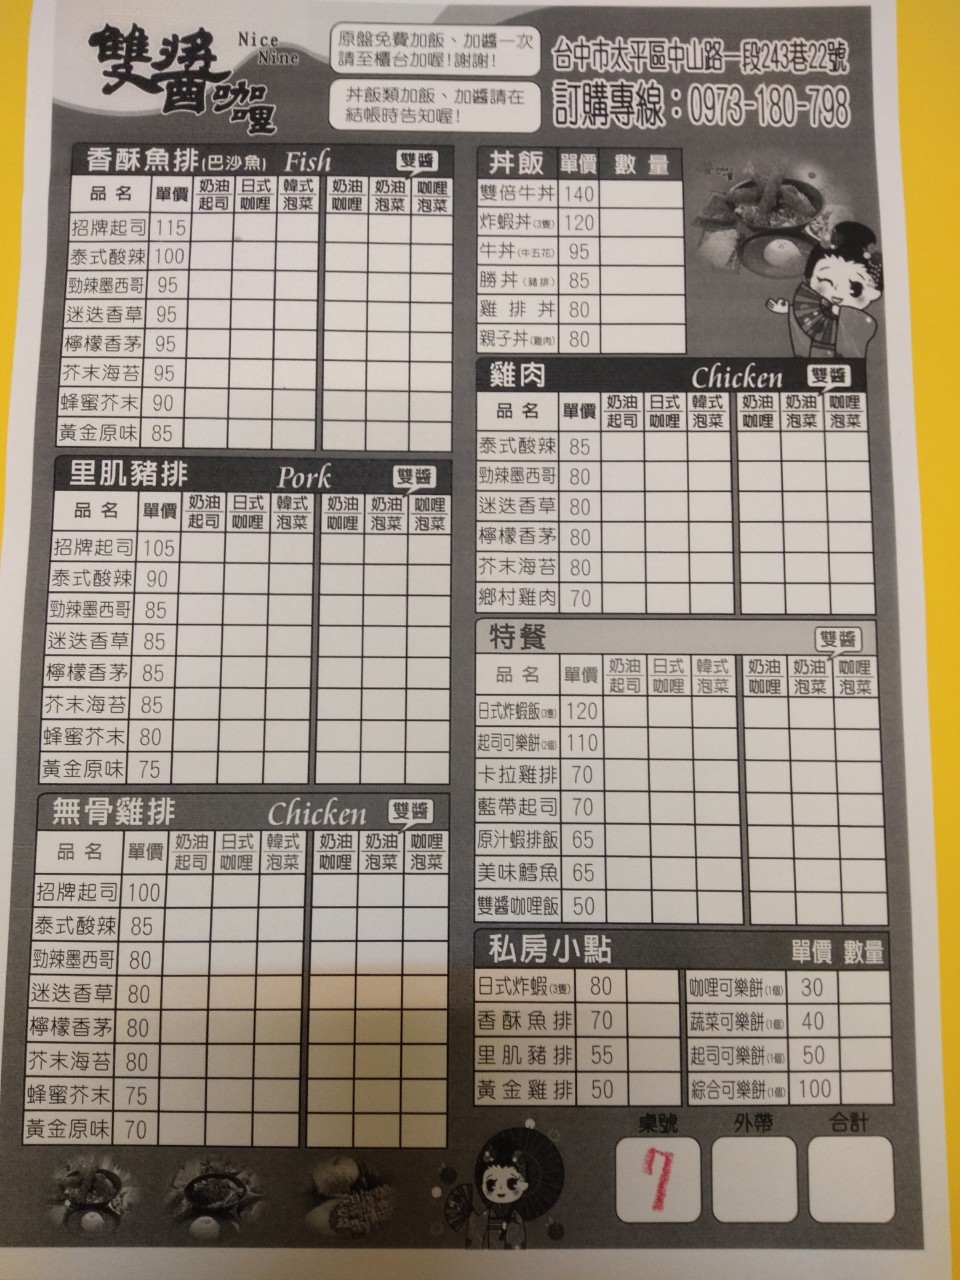 雙醬咖哩
Nice
Nine
原盤免費加飯、加醬一次
請至櫃台加喔!謝謝!
丼飯類加飯、加醬請在
結帳時告知喔!
台中市太平區中山路一段243巷22號
訂購專線：0973-180-798
香酥魚排(巴沙魚) Fish 雙醬
品名 單價 奶油起司 日式咖哩 韓式泡菜 奶油咖哩 奶油泡菜 咖哩泡菜
招牌起司 115
泰式酸辣 100
勁辣墨西哥 95
迷迭香草 95
檸檬香茅 95
芥末海苔 95
蜂蜜芥末 90
黃金原味 85
里肌豬排 Pork 雙醬
品名 單價 奶油起司 日式咖哩 韓式泡菜 奶油咖哩 奶油泡菜 咖哩泡菜
招牌起司 105
泰式酸辣 90
勁辣墨西哥 85
迷迭香草 85
檸檬香茅 85
芥末海苔 85
蜂蜜芥末 80
黃金原味 75
無骨雞排 Chicken 雙醬
品名 單價 奶油起司 日式咖哩 韓式泡菜 奶油咖哩 奶油泡菜 咖哩泡菜
招牌起司 100
泰式酸辣 85
勁辣墨西哥 80
迷迭香草 80
檸檬香茅 80
芥末海苔 80
蜂蜜芥末 75
黃金原味 70
丼飯 單價 數量
雙倍牛丼 140
炸蝦丼(3隻) 120
牛丼(牛五花) 95
勝丼(豬排) 85
雞排丼 80
親子丼(雞肉) 80
雞肉 Chicken 雙醬
品名 單價 奶油起司 日式咖哩 韓式泡菜 奶油咖哩 奶油泡菜 咖哩泡菜
泰式酸辣 85
勁辣墨西哥 80
迷迭香草 80
檸檬香茅 80
芥末海苔 80
鄉村雞肉 70
特餐 雙醬
品名 單價 奶油起司 日式咖哩 韓式泡菜 奶油咖哩 奶油泡菜 咖哩泡菜
日式炸蝦飯(3隻) 120
起司可樂餅(2個) 110
卡拉雞排 70
藍帶起司 70
原汁蝦排飯 65
美味鱈魚 65
雙醬咖哩飯 50
私房小點 單價 數量
日式炸蝦(3隻) 80 咖哩可樂餅(1個) 30
香酥魚排 70 蔬菜可樂餅(1個) 40
里肌豬排 55 起司可樂餅(1個) 50
黃金雞排 50 綜合可樂餅(1個) 100
桌號 外帶 合計
7